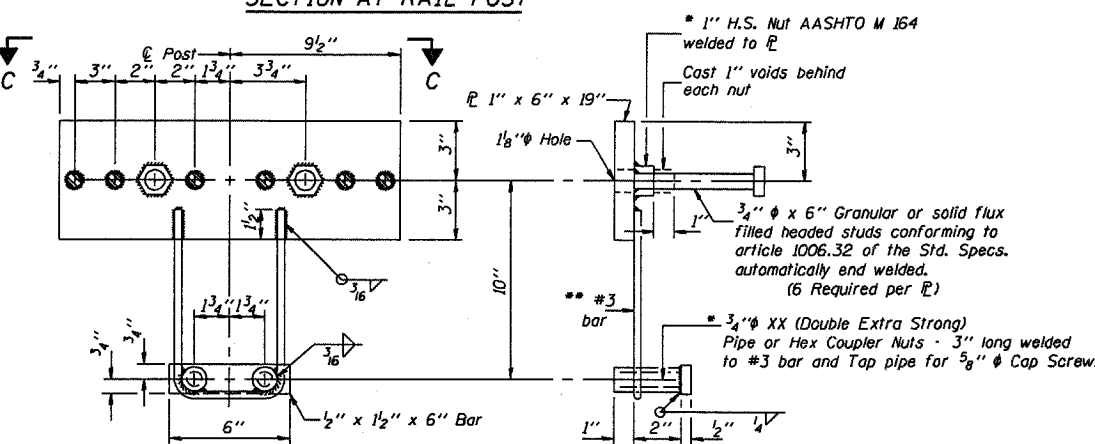 SECTION AT RAIL POST
C
C
℄ Post
9 1/2"
3/4"
3"
2"
2"
1 3/4"
3 3/4"
3"
3"
1 1/2"
3/16
10"
1 3/4"
1 3/4"
3/4"
3/4"
3/16
1/2" x 1 1/2" x 6" Bar
6"
* 1" H.S. Nut AASHTO M 164
welded to ℙL
Cast 1" voids behind
each nut
ℙL 1" x 6" x 19"
1 1/8" ϕ Hole
3"
1"
3/4" ϕ x 6" Granular or solid flux
filled headed studs conforming to
article 1006.32 of the Std. Specs.
automatically end welded.
(6 Required per ℙL)
** #3
bar
* 3/4" ϕ XX (Double Extra Strong)
Pipe or Hex Coupler Nuts - 3" long welded
to #3 bar and Tap pipe for 5/8" ϕ Cap Screw.
1"
2"
1/2"
1/4